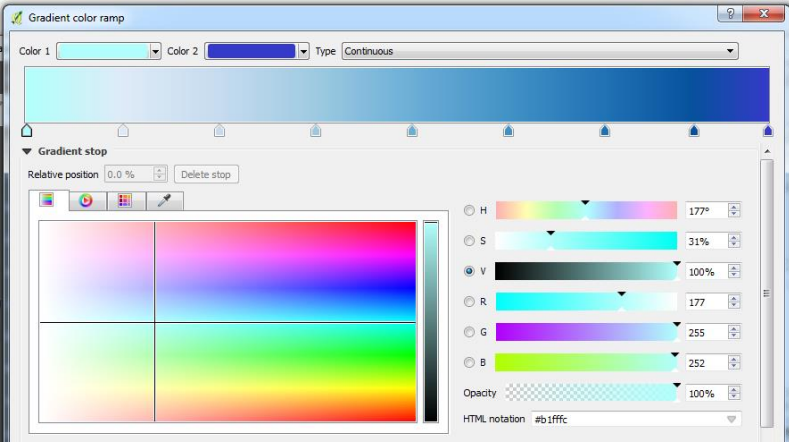 Gradient color ramp
Color 1 Color 2 Type Continuous
Gradient stop
Relative position 0.0 % Delete stop
H 177°
S 31%
V 100%
R 177
G 255
B 252
Opacity 100%
HTML notation #b1fffc